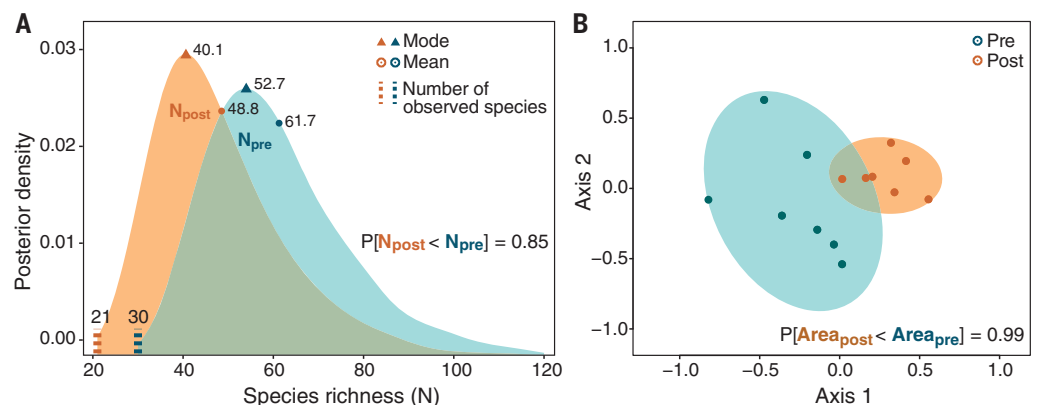 A
Posterior density
0.03
0.02
0.01
0.00
40.1
52.7
48.8
61.7
Npost
Npre
Mode
Mean
Number of
observed species
P[Npost < Npre] = 0.85
21 30
20 40 60 80 100 120
Species richness (N)
B
Axis 2
1.0
0.5
0.0
−0.5
−1.0
Pre
Post
P[Areapost < Areapre] = 0.99
−1.0 −0.5 0.0 0.5 1.0
Axis 1